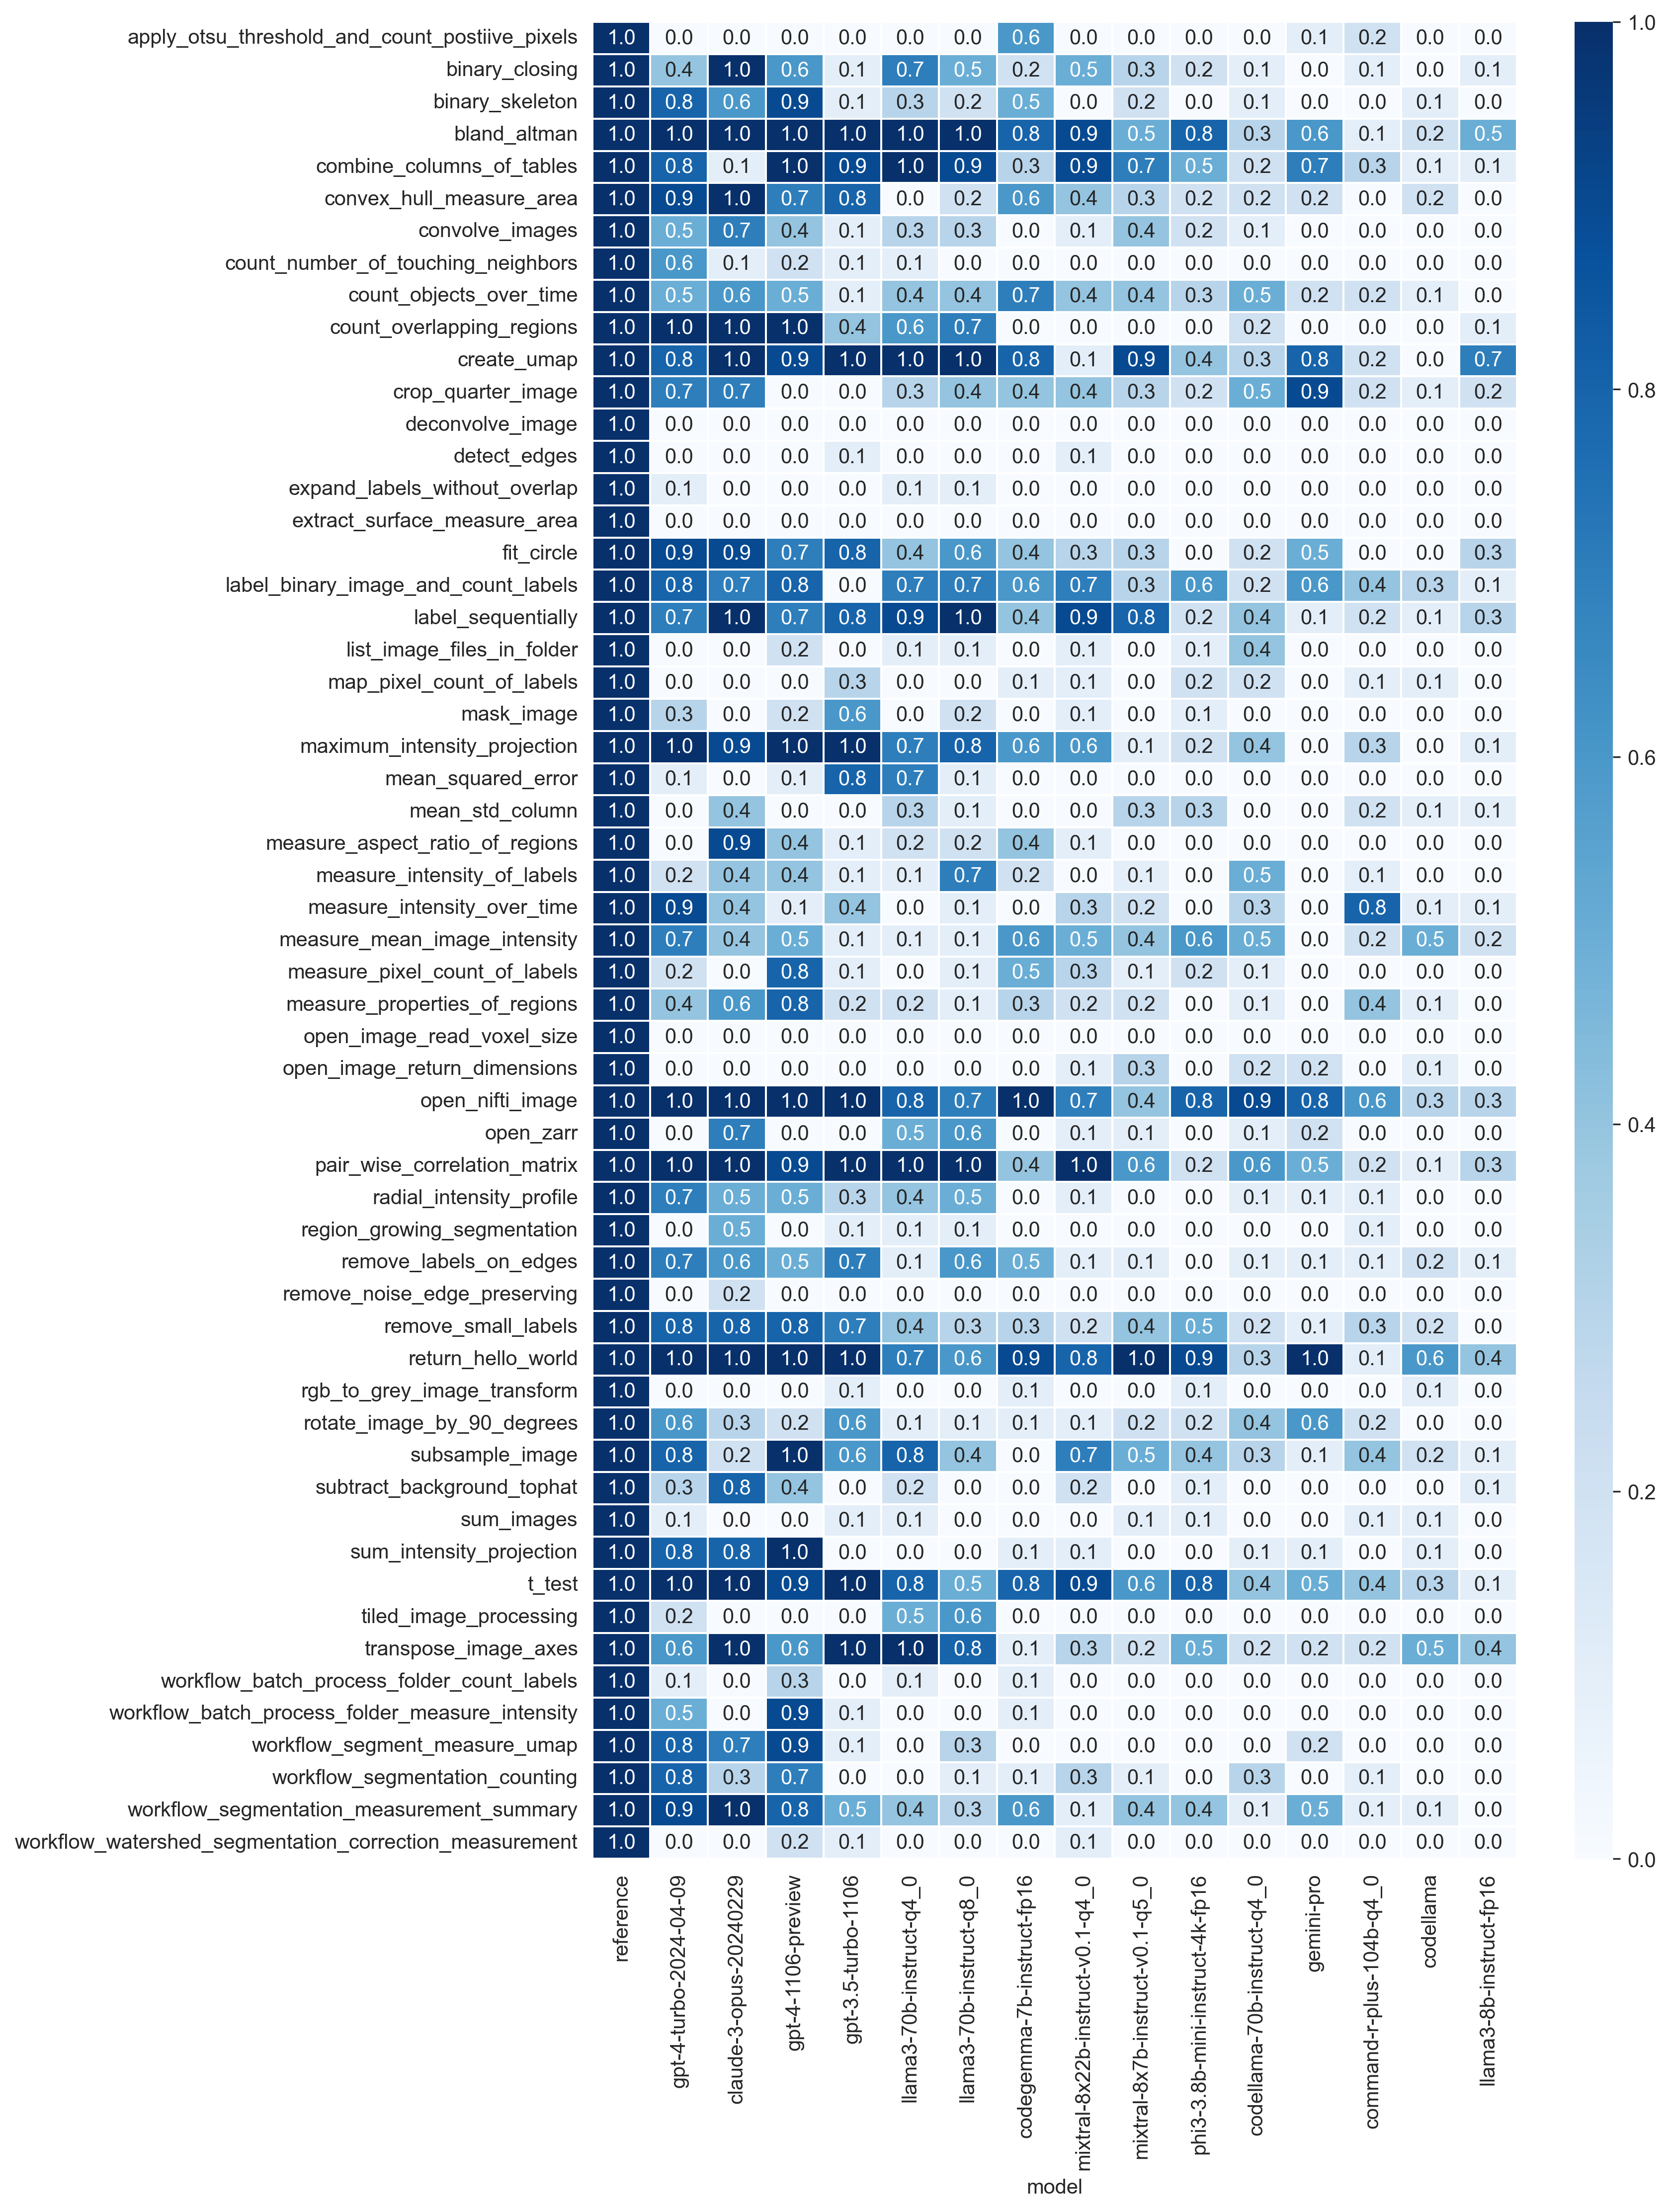 apply_otsu_threshold_and_count_postiive_pixels 1.0 0.0 0.0 0.0 0.0 0.0 0.0 0.6 0.0 0.0 0.0 0.0 0.1 0.2 0.0 0.0
binary_closing 1.0 0.4 1.0 0.6 0.1 0.7 0.5 0.2 0.5 0.3 0.2 0.1 0.0 0.1 0.0 0.1
binary_skeleton 1.0 0.8 0.6 0.9 0.1 0.3 0.2 0.5 0.0 0.2 0.0 0.1 0.0 0.0 0.1 0.0
bland_altman 1.0 1.0 1.0 1.0 1.0 1.0 1.0 0.8 0.9 0.5 0.8 0.3 0.6 0.1 0.2 0.5
combine_columns_of_tables 1.0 0.8 0.1 1.0 0.9 1.0 0.9 0.3 0.9 0.7 0.5 0.2 0.7 0.3 0.1 0.1
convex_hull_measure_area 1.0 0.9 1.0 0.7 0.8 0.0 0.2 0.6 0.4 0.3 0.2 0.2 0.2 0.0 0.2 0.0
convolve_images 1.0 0.5 0.7 0.4 0.1 0.3 0.3 0.0 0.1 0.4 0.2 0.1 0.0 0.0 0.0 0.0
count_number_of_touching_neighbors 1.0 0.6 0.1 0.2 0.1 0.1 0.0 0.0 0.0 0.0 0.0 0.0 0.0 0.0 0.0 0.0
count_objects_over_time 1.0 0.5 0.6 0.5 0.1 0.4 0.4 0.7 0.4 0.4 0.3 0.5 0.2 0.2 0.1 0.0
count_overlapping_regions 1.0 1.0 1.0 1.0 0.4 0.6 0.7 0.0 0.0 0.0 0.0 0.2 0.0 0.0 0.0 0.1
create_umap 1.0 0.8 1.0 0.9 1.0 1.0 1.0 0.8 0.1 0.9 0.4 0.3 0.8 0.2 0.0 0.7
crop_quarter_image 1.0 0.7 0.7 0.0 0.0 0.3 0.4 0.4 0.4 0.3 0.2 0.5 0.9 0.2 0.1 0.2
deconvolve_image 1.0 0.0 0.0 0.0 0.0 0.0 0.0 0.0 0.0 0.0 0.0 0.0 0.0 0.0 0.0 0.0
detect_edges 1.0 0.0 0.0 0.0 0.1 0.0 0.0 0.0 0.1 0.0 0.0 0.0 0.0 0.0 0.0 0.0
expand_labels_without_overlap 1.0 0.1 0.0 0.0 0.0 0.1 0.1 0.0 0.0 0.0 0.0 0.0 0.0 0.0 0.0 0.0
extract_surface_measure_area 1.0 0.0 0.0 0.0 0.0 0.0 0.0 0.0 0.0 0.0 0.0 0.0 0.0 0.0 0.0 0.0
fit_circle 1.0 0.9 0.9 0.7 0.8 0.4 0.6 0.4 0.3 0.3 0.0 0.2 0.5 0.0 0.0 0.3
label_binary_image_and_count_labels 1.0 0.8 0.7 0.8 0.0 0.7 0.7 0.6 0.7 0.3 0.6 0.2 0.6 0.4 0.3 0.1
label_sequentially 1.0 0.7 1.0 0.7 0.8 0.9 1.0 0.4 0.9 0.8 0.2 0.4 0.1 0.2 0.1 0.3
list_image_files_in_folder 1.0 0.0 0.0 0.2 0.0 0.1 0.1 0.0 0.1 0.0 0.1 0.4 0.0 0.0 0.0 0.0
map_pixel_count_of_labels 1.0 0.0 0.0 0.0 0.3 0.0 0.0 0.1 0.1 0.0 0.2 0.2 0.0 0.1 0.1 0.0
mask_image 1.0 0.3 0.0 0.2 0.6 0.0 0.2 0.0 0.1 0.0 0.1 0.0 0.0 0.0 0.0 0.0
maximum_intensity_projection 1.0 1.0 0.9 1.0 1.0 0.7 0.8 0.6 0.6 0.1 0.2 0.4 0.0 0.3 0.0 0.1
mean_squared_error 1.0 0.1 0.0 0.1 0.8 0.7 0.1 0.0 0.0 0.0 0.0 0.0 0.0 0.0 0.0 0.0
mean_std_column 1.0 0.0 0.4 0.0 0.0 0.3 0.1 0.0 0.0 0.3 0.3 0.0 0.0 0.2 0.1 0.1
measure_aspect_ratio_of_regions 1.0 0.0 0.9 0.4 0.1 0.2 0.2 0.4 0.1 0.0 0.0 0.0 0.0 0.0 0.0 0.0
measure_intensity_of_labels 1.0 0.2 0.4 0.4 0.1 0.1 0.7 0.2 0.0 0.1 0.0 0.5 0.0 0.1 0.0 0.0
measure_intensity_over_time 1.0 0.9 0.4 0.1 0.4 0.0 0.1 0.0 0.3 0.2 0.0 0.3 0.0 0.8 0.1 0.1
measure_mean_image_intensity 1.0 0.7 0.4 0.5 0.1 0.1 0.1 0.6 0.5 0.4 0.6 0.5 0.0 0.2 0.5 0.2
measure_pixel_count_of_labels 1.0 0.2 0.0 0.8 0.1 0.0 0.1 0.5 0.3 0.1 0.2 0.1 0.0 0.0 0.0 0.0
measure_properties_of_regions 1.0 0.4 0.6 0.8 0.2 0.2 0.1 0.3 0.2 0.2 0.0 0.1 0.0 0.4 0.1 0.0
open_image_read_voxel_size 1.0 0.0 0.0 0.0 0.0 0.0 0.0 0.0 0.0 0.0 0.0 0.0 0.0 0.0 0.0 0.0
open_image_return_dimensions 1.0 0.0 0.0 0.0 0.0 0.0 0.0 0.0 0.1 0.3 0.0 0.2 0.2 0.0 0.1 0.0
open_nifti_image 1.0 1.0 1.0 1.0 1.0 0.8 0.7 1.0 0.7 0.4 0.8 0.9 0.8 0.6 0.3 0.3
open_zarr 1.0 0.0 0.7 0.0 0.0 0.5 0.6 0.0 0.1 0.1 0.0 0.1 0.2 0.0 0.0 0.0
pair_wise_correlation_matrix 1.0 1.0 1.0 0.9 1.0 1.0 1.0 0.4 1.0 0.6 0.2 0.6 0.5 0.2 0.1 0.3
radial_intensity_profile 1.0 0.7 0.5 0.5 0.3 0.4 0.5 0.0 0.1 0.0 0.0 0.1 0.1 0.1 0.0 0.0
region_growing_segmentation 1.0 0.0 0.5 0.0 0.1 0.1 0.1 0.0 0.0 0.0 0.0 0.0 0.0 0.1 0.0 0.0
remove_labels_on_edges 1.0 0.7 0.6 0.5 0.7 0.1 0.6 0.5 0.1 0.1 0.0 0.1 0.1 0.1 0.2 0.1
remove_noise_edge_preserving 1.0 0.0 0.2 0.0 0.0 0.0 0.0 0.0 0.0 0.0 0.0 0.0 0.0 0.0 0.0 0.0
remove_small_labels 1.0 0.8 0.8 0.8 0.7 0.4 0.3 0.3 0.2 0.4 0.5 0.2 0.1 0.3 0.2 0.0
return_hello_world 1.0 1.0 1.0 1.0 1.0 0.7 0.6 0.9 0.8 1.0 0.9 0.3 1.0 0.1 0.6 0.4
rgb_to_grey_image_transform 1.0 0.0 0.0 0.0 0.1 0.0 0.0 0.1 0.0 0.0 0.1 0.0 0.0 0.0 0.1 0.0
rotate_image_by_90_degrees 1.0 0.6 0.3 0.2 0.6 0.1 0.1 0.1 0.1 0.2 0.2 0.4 0.6 0.2 0.0 0.0
subsample_image 1.0 0.8 0.2 1.0 0.6 0.8 0.4 0.0 0.7 0.5 0.4 0.3 0.1 0.4 0.2 0.1
subtract_background_tophat 1.0 0.3 0.8 0.4 0.0 0.2 0.0 0.0 0.2 0.0 0.1 0.0 0.0 0.0 0.0 0.1
sum_images 1.0 0.1 0.0 0.0 0.1 0.1 0.0 0.0 0.0 0.1 0.1 0.0 0.0 0.1 0.1 0.0
sum_intensity_projection 1.0 0.8 0.8 1.0 0.0 0.0 0.0 0.1 0.1 0.0 0.0 0.1 0.1 0.0 0.1 0.0
t_test 1.0 1.0 1.0 0.9 1.0 0.8 0.5 0.8 0.9 0.6 0.8 0.4 0.5 0.4 0.3 0.1
tiled_image_processing 1.0 0.2 0.0 0.0 0.0 0.5 0.6 0.0 0.0 0.0 0.0 0.0 0.0 0.0 0.0 0.0
transpose_image_axes 1.0 0.6 1.0 0.6 1.0 1.0 0.8 0.1 0.3 0.2 0.5 0.2 0.2 0.2 0.5 0.4
workflow_batch_process_folder_count_labels 1.0 0.1 0.0 0.3 0.0 0.1 0.0 0.1 0.0 0.0 0.0 0.0 0.0 0.0 0.0 0.0
workflow_batch_process_folder_measure_intensity 1.0 0.5 0.0 0.9 0.1 0.0 0.0 0.1 0.0 0.0 0.0 0.0 0.0 0.0 0.0 0.0
workflow_segment_measure_umap 1.0 0.8 0.7 0.9 0.1 0.0 0.3 0.0 0.0 0.0 0.0 0.0 0.2 0.0 0.0 0.0
workflow_segmentation_counting 1.0 0.8 0.3 0.7 0.0 0.0 0.1 0.1 0.3 0.1 0.0 0.3 0.0 0.1 0.0 0.0
workflow_segmentation_measurement_summary 1.0 0.9 1.0 0.8 0.5 0.4 0.3 0.6 0.1 0.4 0.4 0.1 0.5 0.1 0.1 0.0
workflow_watershed_segmentation_correction_measurement 1.0 0.0 0.0 0.2 0.1 0.0 0.0 0.0 0.1 0.0 0.0 0.0 0.0 0.0 0.0 0.0
reference
gpt-4-turbo-2024-04-09
claude-3-opus-20240229
gpt-4-1106-preview
gpt-3.5-turbo-1106
llama3-70b-instruct-q4_0
llama3-70b-instruct-q8_0
codegemma-7b-instruct-fp16
mixtral-8x22b-instruct-v0.1-q4_0
mixtral-8x7b-instruct-v0.1-q5_0
phi3-3.8b-mini-instruct-4k-fp16
codellama-70b-instruct-q4_0
gemini-pro
command-r-plus-104b-q4_0
codellama
llama3-8b-instruct-fp16
model
1.0
0.8
0.6
0.4
0.2
0.0